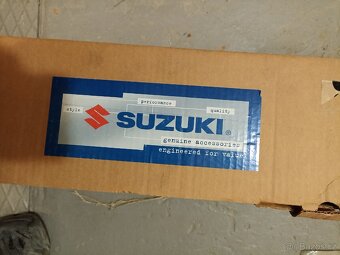 performance
style
quality
SUZUKI®
genuine accessories
engineered for value